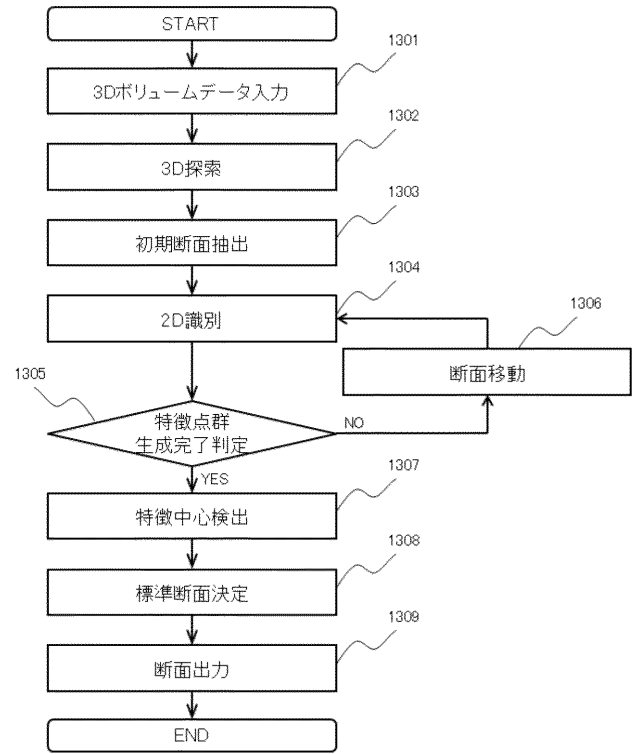 START
1301
3Dボリュームデータ入力
1302
3D探索
1303
初期断面抽出
1304
2D識別
1306
断面移動
1305
特徴点群
生成完了判定
NO
YES
1307
特徴中心検出
1308
標準断面決定
1309
断面出力
END